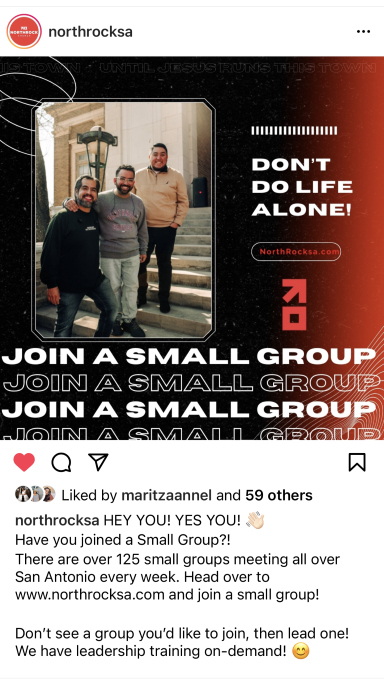 northrocksa
IS TOWN UNTIL JESUS RUNS THIS TOWN
DON'T
DO LIFE
ALONE!
NorthRocksa.com
JOIN A SMALL GROUP
JOIN A SMALL GROUP
JOIN A SMALL GROUP
JOIN A SMALL GROUP
Liked by maritzaannel and 59 others
northrocksa HEY YOU! YES YOU! 👋🏻
Have you joined a Small Group?!
There are over 125 small groups meeting all over
San Antonio every week. Head over to
www.northrocksa.com and join a small group!
Don't see a group you'd like to join, then lead one!
We have leadership training on-demand! 😊